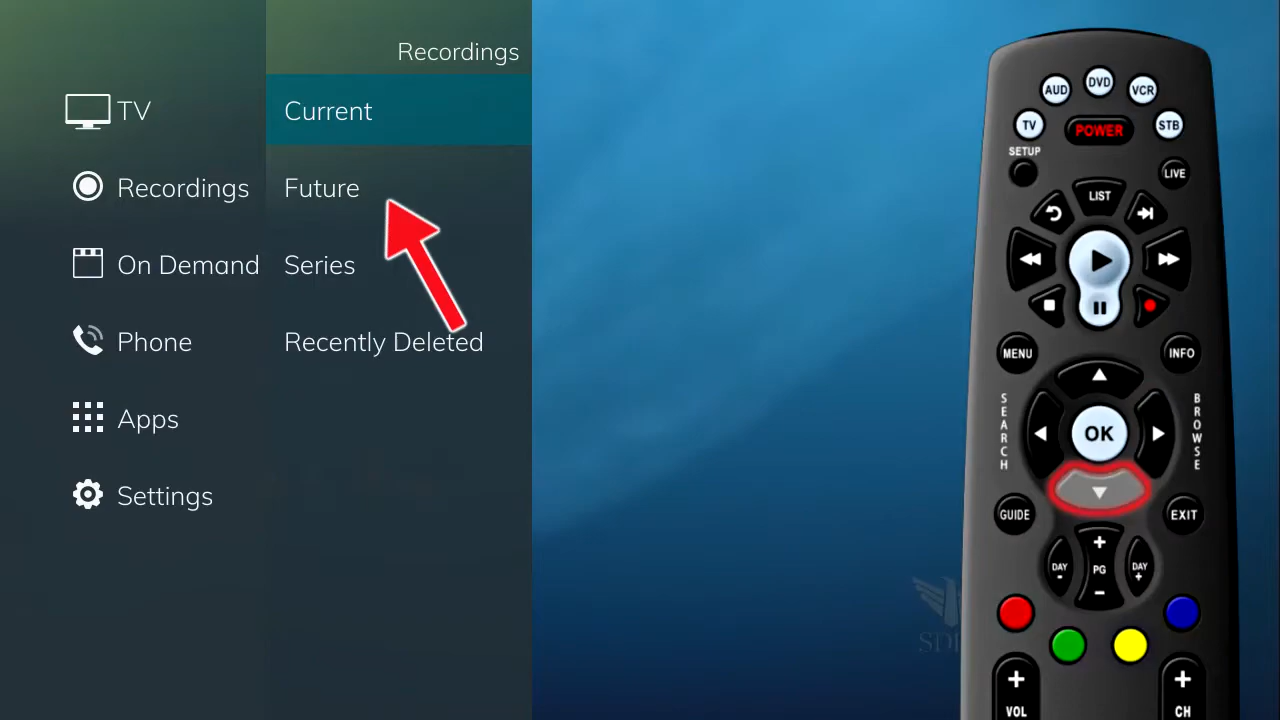 Recordings
TV
Recordings
On Demand
Phone
Apps
Settings
Current
Future
Series
Recently Deleted
AUD
DVD
VCR
TV
POWER
STB
SETUP
LIVE
LIST
MENU
INFO
SEARCH
BROWSE
OK
GUIDE
EXIT
DAY
-
+
PG
-
DAY
+
+
VOL
+
CH